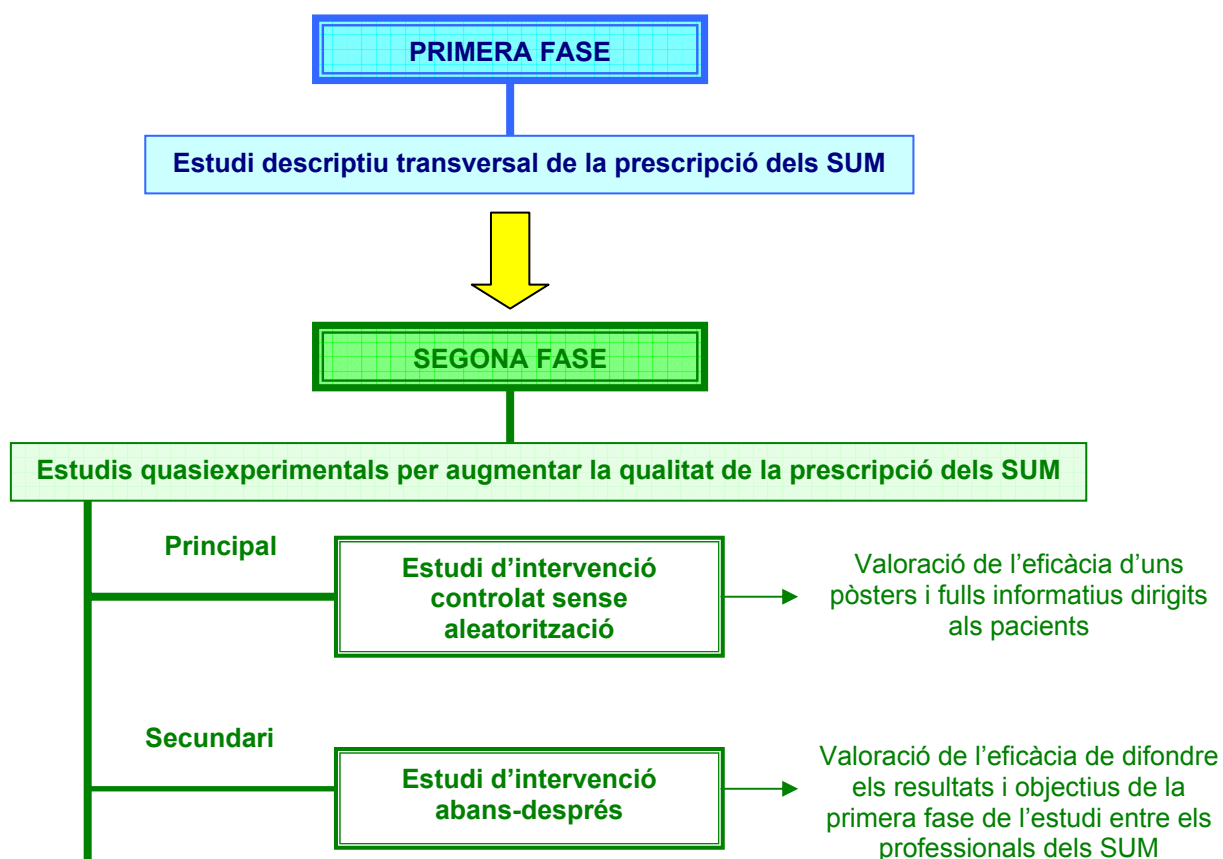 PRIMERA FASE
Estudi descriptiu transversal de la prescripció dels SUM
SEGONA FASE
Estudis quasiexperimentals per augmentar la qualitat de la prescripció dels SUM
Principal
Estudi d’intervenció
controlat sense
aleatorització
Valoració de l’eficàcia d’uns
pòsters i fulls informatius dirigits
als pacients
Secundari
Estudi d’intervenció
abans-després
Valoració de l’eficàcia de difondre
els resultats i objectius de la
primera fase de l’estudi entre els
professionals dels SUM